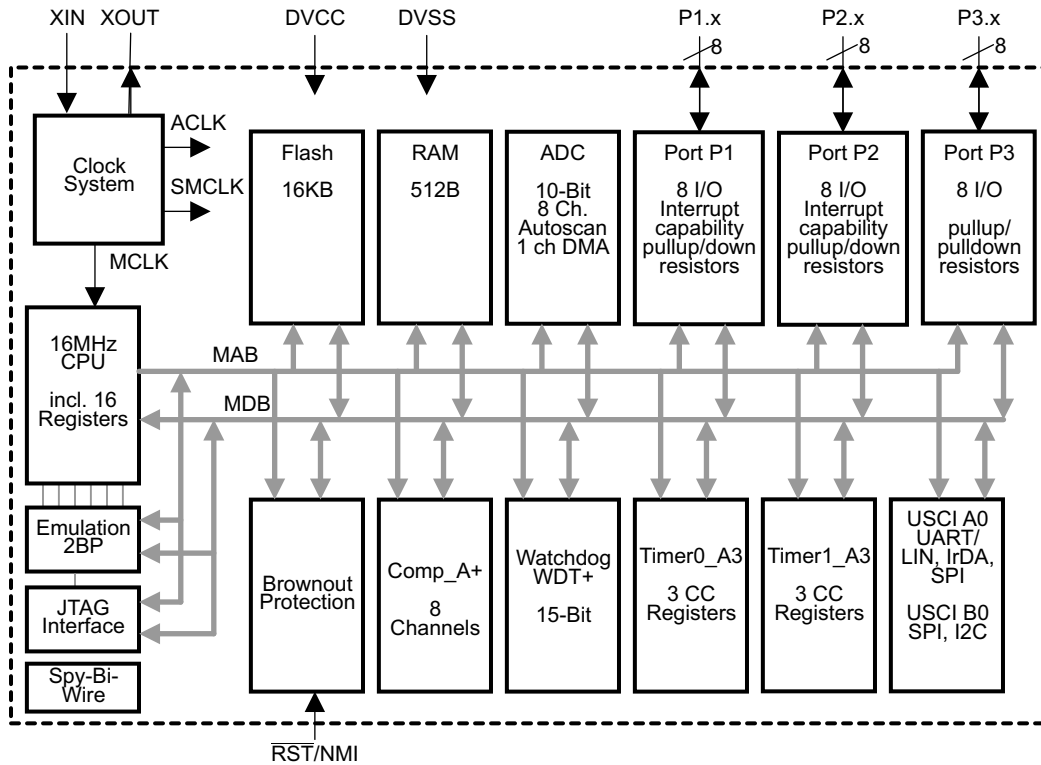 XIN
XOUT
DVCC
DVSS
P1.x
P2.x
P3.x
8
8
8
Clock
System
ACLK
SMCLK
MCLK
Flash
16KB
RAM
512B
ADC
10-Bit
8 Ch.
Autoscan
1 ch DMA
Port P1
8 I/O
Interrupt
capability
pullup/down
resistors
Port P2
8 I/O
Interrupt
capability
pullup/down
resistors
Port P3
8 I/O
pullup/
pulldown
resistors
16MHz
CPU
incl. 16
Registers
MAB
MDB
Emulation
2BP
JTAG
Interface
Spy-Bi-
Wire
Brownout
Protection
Comp_A+
8
Channels
Watchdog
WDT+
15-Bit
Timer0_A3
3 CC
Registers
Timer1_A3
3 CC
Registers
USCI A0
UART/
LIN, IrDA,
SPI
USCI B0
SPI, I2C
RST/NMI